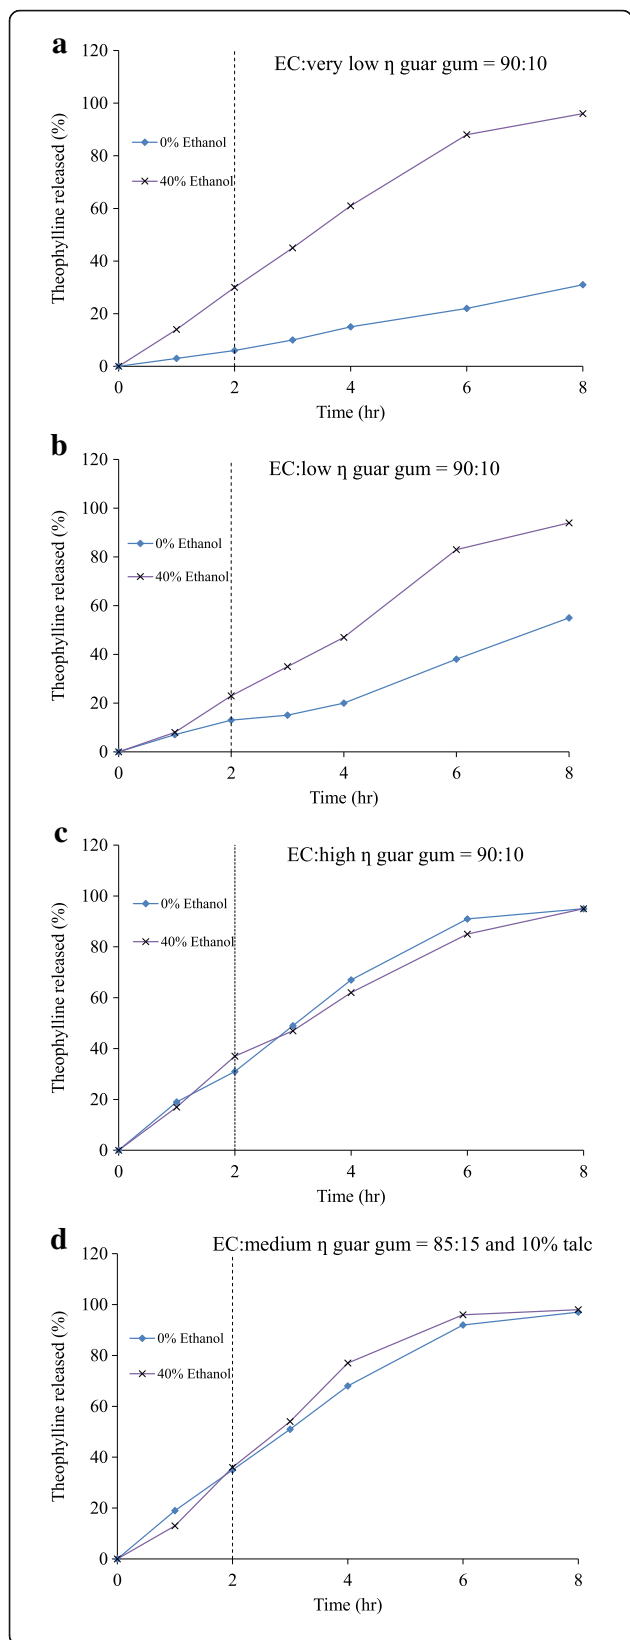 a
EC:very low η guar gum = 90:10
Theophylline released (%)
120
100
80
60
40
20
0
0% Ethanol
40% Ethanol
0 2 4 6 8
Time (hr)
b
EC:low η guar gum = 90:10
Theophylline released (%)
120
100
80
60
40
20
0
0% Ethanol
40% Ethanol
0 2 4 6 8
Time (hr)
c
EC:high η guar gum = 90:10
Theophylline released (%)
120
100
80
60
40
20
0
0% Ethanol
40% Ethanol
0 2 4 6 8
Time (hr)
d
EC:medium η guar gum = 85:15 and 10% talc
Theophylline released (%)
120
100
80
60
40
20
0
0% Ethanol
40% Ethanol
0 2 4 6 8
Time (hr)